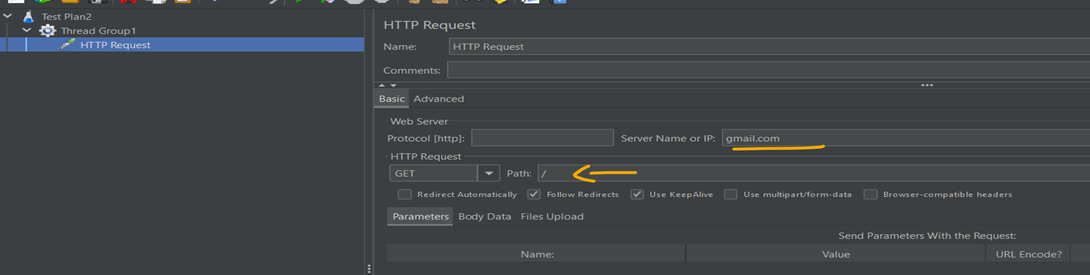 Test Plan2
Thread Group1
HTTP Request
HTTP Request
Name: HTTP Request
Comments:
Basic Advanced
Web Server
Protocol [http]: Server Name or IP: gmail.com
HTTP Request
GET Path: /
Redirect Automatically Follow Redirects Use KeepAlive Use multipart/form-data Browser-compatible headers
Parameters Body Data Files Upload
Send Parameters With the Request:
Name: Value URL Encode?